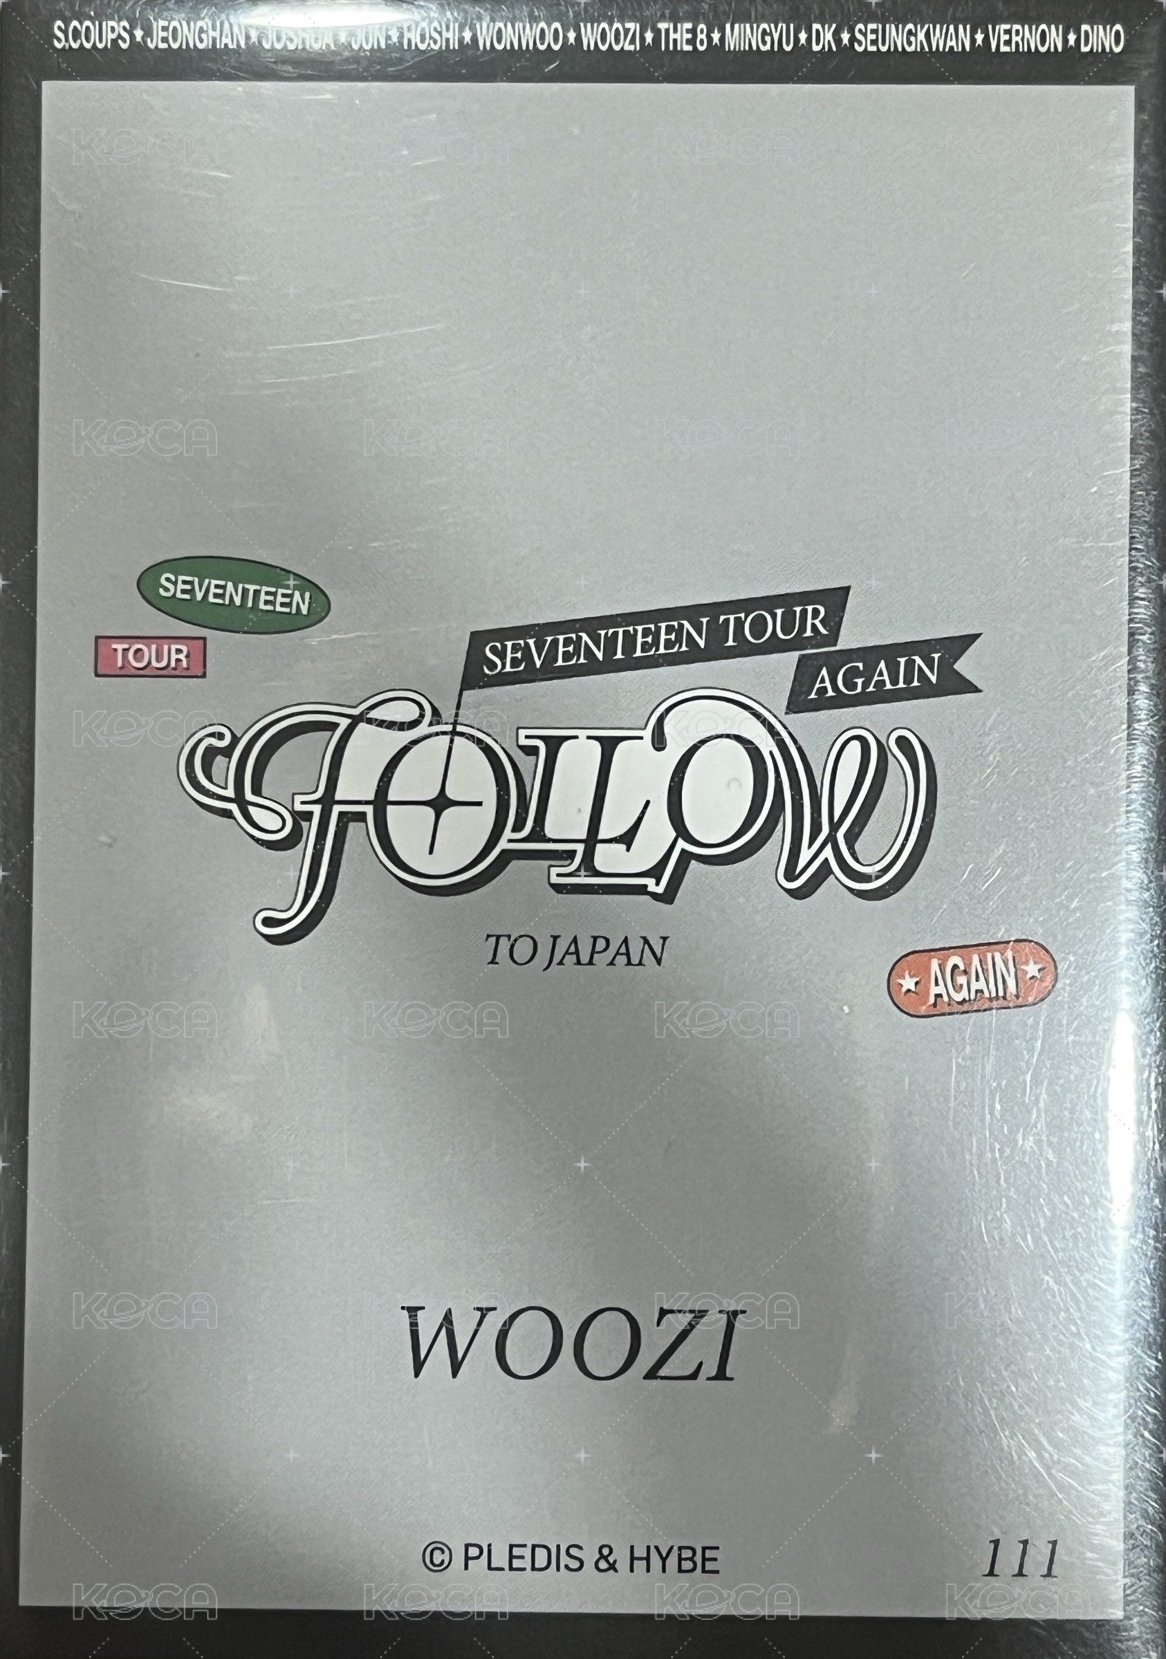 S.COUPS★JEONGHAN★JOSHUA★JUN★HOSHI★WONWOO★WOOZI★THE 8★MINGYU★DK★SEUNGKWAN★VERNON★DINO
SEVENTEEN
TOUR
SEVENTEEN TOUR
AGAIN
FOLLOW
TO JAPAN
★ AGAIN ★
WOOZI
© PLEDIS & HYBE
111
KOCA